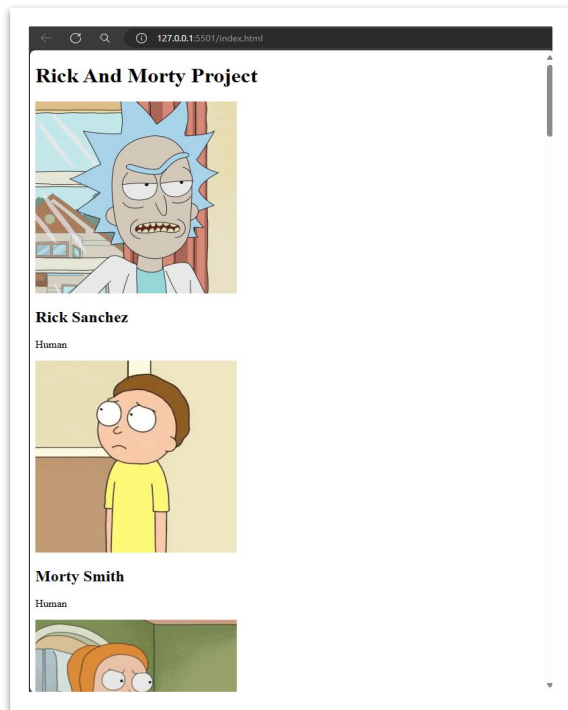 127.0.0.1:5501/index.html
Rick And Morty Project
Rick Sanchez
Human
Morty Smith
Human